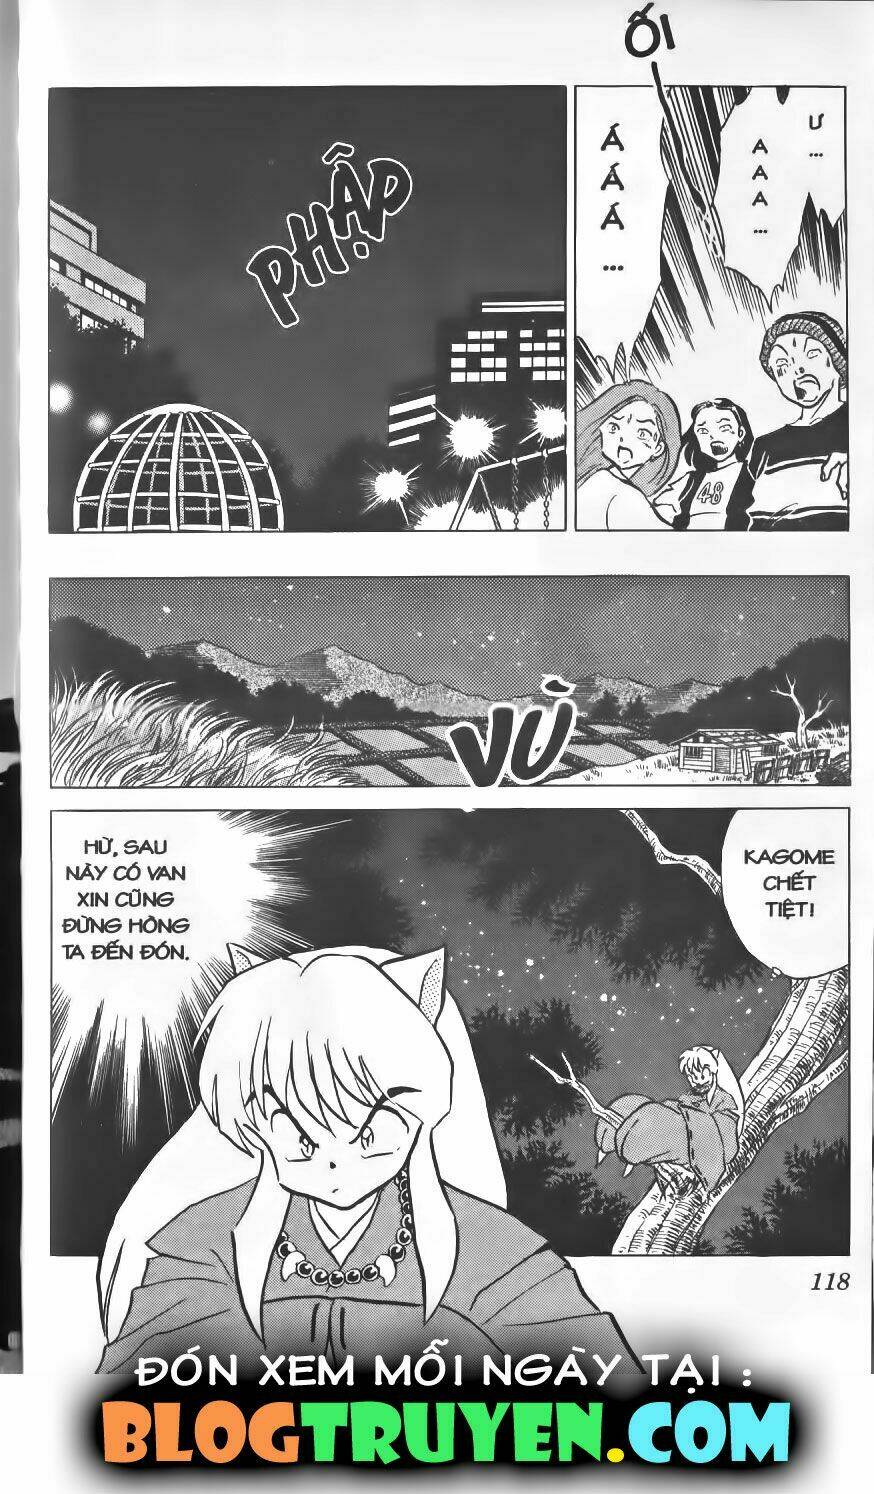 ỐI
Ư...
AAA...
Á
Á
Á
...
48
PHẬP
VÙ
KAGOME
CHẾT
TIỆT!
HỪ, SAU
NÀY CÓ VAN
XIN CŨNG
ĐỪNG HÒNG
TA ĐẾN ĐÓN.
118
ĐÓN XEM MỖI NGÀY TẠI :
BLOGTRUYEN.COM